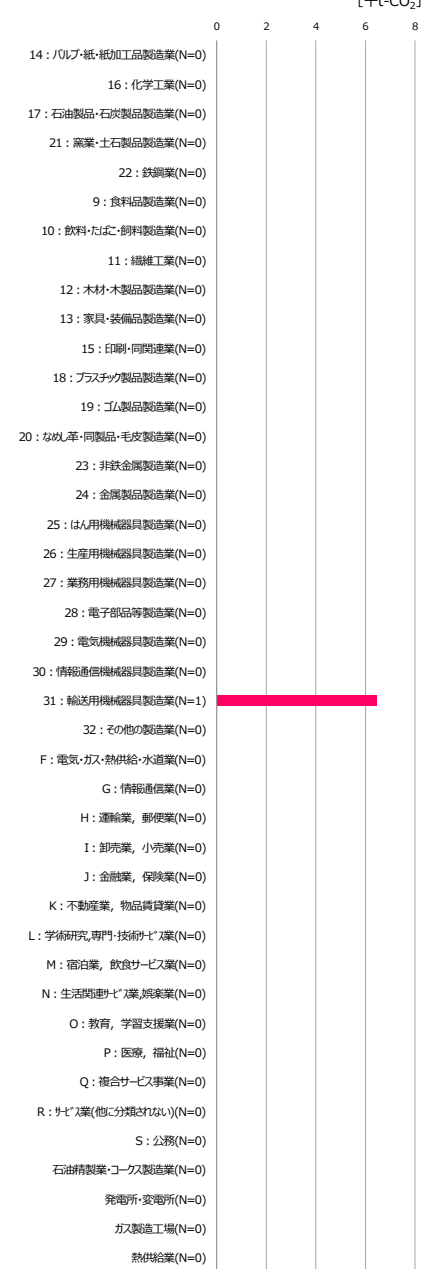 [千t-CO2]
0 2 4 6 8
14：パルプ・紙・紙加工品製造業(N=0)
16：化学工業(N=0)
17：石油製品・石炭製品製造業(N=0)
21：窯業・土石製品製造業(N=0)
22：鉄鋼業(N=0)
9：食料品製造業(N=0)
10：飲料・たばこ・飼料製造業(N=0)
11：繊維工業(N=0)
12：木材・木製品製造業(N=0)
13：家具・装備品製造業(N=0)
15：印刷・同関連業(N=0)
18：プラスチック製品製造業(N=0)
19：ゴム製品製造業(N=0)
20：なめし革・同製品・毛皮製造業(N=0)
23：非鉄金属製造業(N=0)
24：金属製品製造業(N=0)
25：はん用機械器具製造業(N=0)
26：生産用機械器具製造業(N=0)
27：業務用機械器具製造業(N=0)
28：電子部品等製造業(N=0)
29：電気機械器具製造業(N=0)
30：情報通信機械器具製造業(N=0)
31：輸送用機械器具製造業(N=1)
32：その他の製造業(N=0)
F：電気・ガス・熱供給・水道業(N=0)
G：情報通信業(N=0)
H：運輸業，郵便業(N=0)
I：卸売業，小売業(N=0)
J：金融業，保険業(N=0)
K：不動産業，物品賃貸業(N=0)
L：学術研究,専門・技術ｻｰﾋﾞｽ業(N=0)
M：宿泊業，飲食サービス業(N=0)
N：生活関連ｻｰﾋﾞｽ業,娯楽業(N=0)
O：教育，学習支援業(N=0)
P：医療，福祉(N=0)
Q：複合サービス事業(N=0)
R：ｻｰﾋﾞｽ業(他に分類されない)(N=0)
S：公務(N=0)
石油精製業・コークス製造業(N=0)
発電所・変電所(N=0)
ガス製造工場(N=0)
熱供給業(N=0)